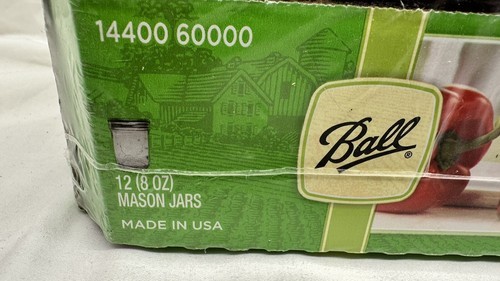 14400 60000
Ball®
12 (8 OZ)
MASON JARS
MADE IN USA